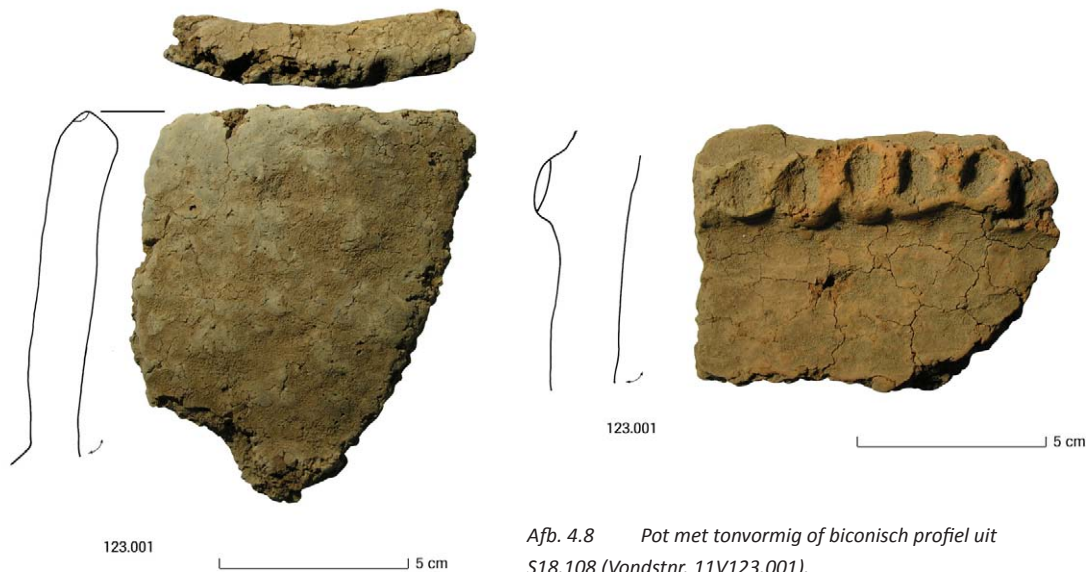 123.001
5 cm
123.001
5 cm
Afb. 4.8 Pot met tonvormig of biconisch profiel uit
S18.108 (Vondstnr. 11V123.001).